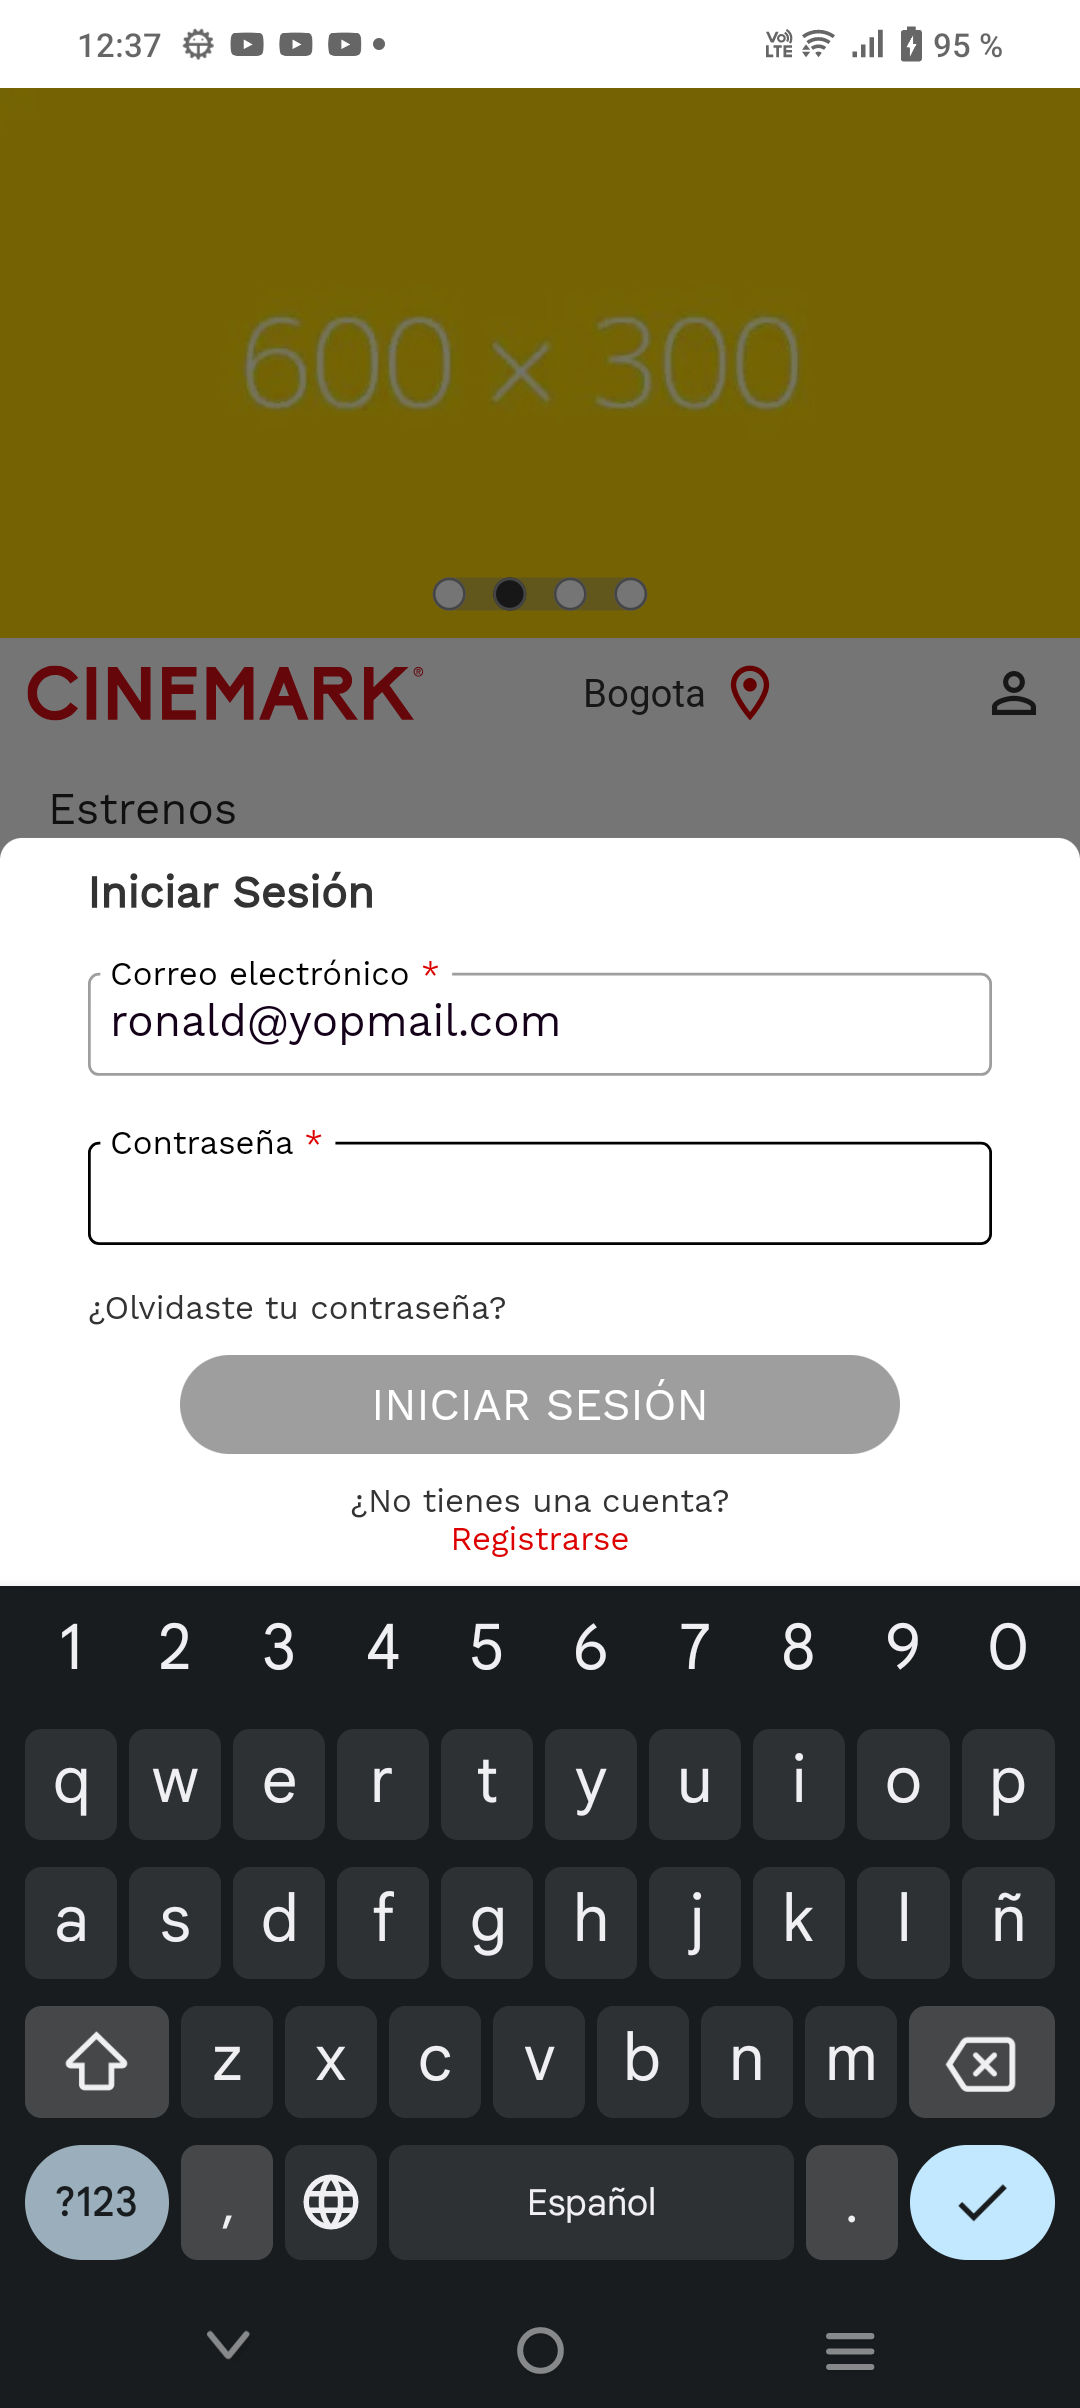 12:37 Vo) LTE 95 %
600 × 300
CINEMARK® Bogota
Estrenos
Iniciar Sesión
Correo electrónico *
ronald@yopmail.com
Contraseña *
¿Olvidaste tu contraseña?
INICIAR SESIÓN
¿No tienes una cuenta?
Registrarse
1 2 3 4 5 6 7 8 9 0
q w e r t y u i o p
a s d f g h j k l ñ
z x c v b n m
?123 , Español .